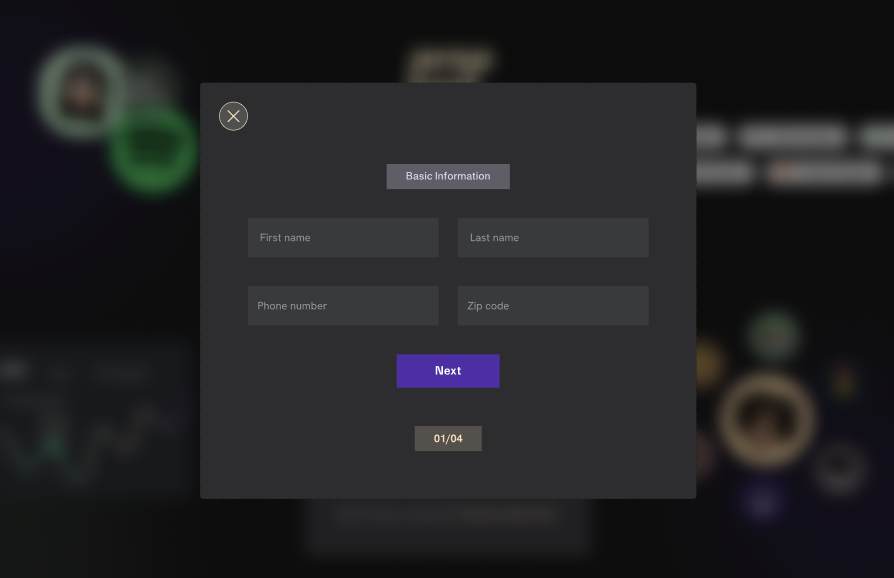 Basic Information
First name
Last name
Phone number
Zip code
Next
01/04